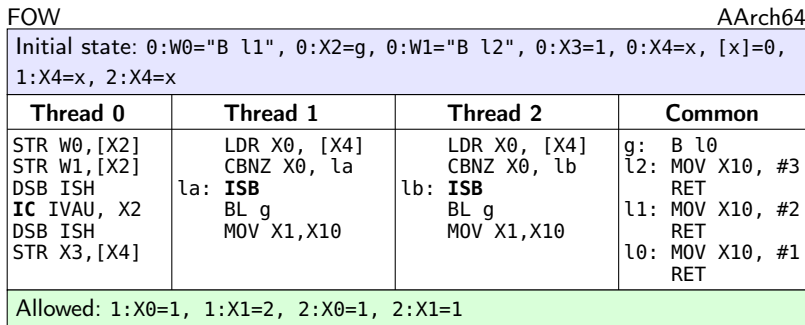 FOW AArch64
Initial state: 0:W0="B l1", 0:X2=g, 0:W1="B l2", 0:X3=1, 0:X4=x, [x]=0,
1:X4=x, 2:X4=x
Thread 0 Thread 1 Thread 2 Common
STR W0,[X2] LDR X0, [X4] LDR X0, [X4] g: B l0
STR W1,[X2] CBNZ X0, la CBNZ X0, lb l2: MOV X10, #3
DSB ISH la: ISB lb: ISB RET
IC IVAU, X2 BL g BL g l1: MOV X10, #2
DSB ISH MOV X1,X10 MOV X1,X10 RET
STR X3,[X4] l0: MOV X10, #1
RET
Allowed: 1:X0=1, 1:X1=2, 2:X0=1, 2:X1=1